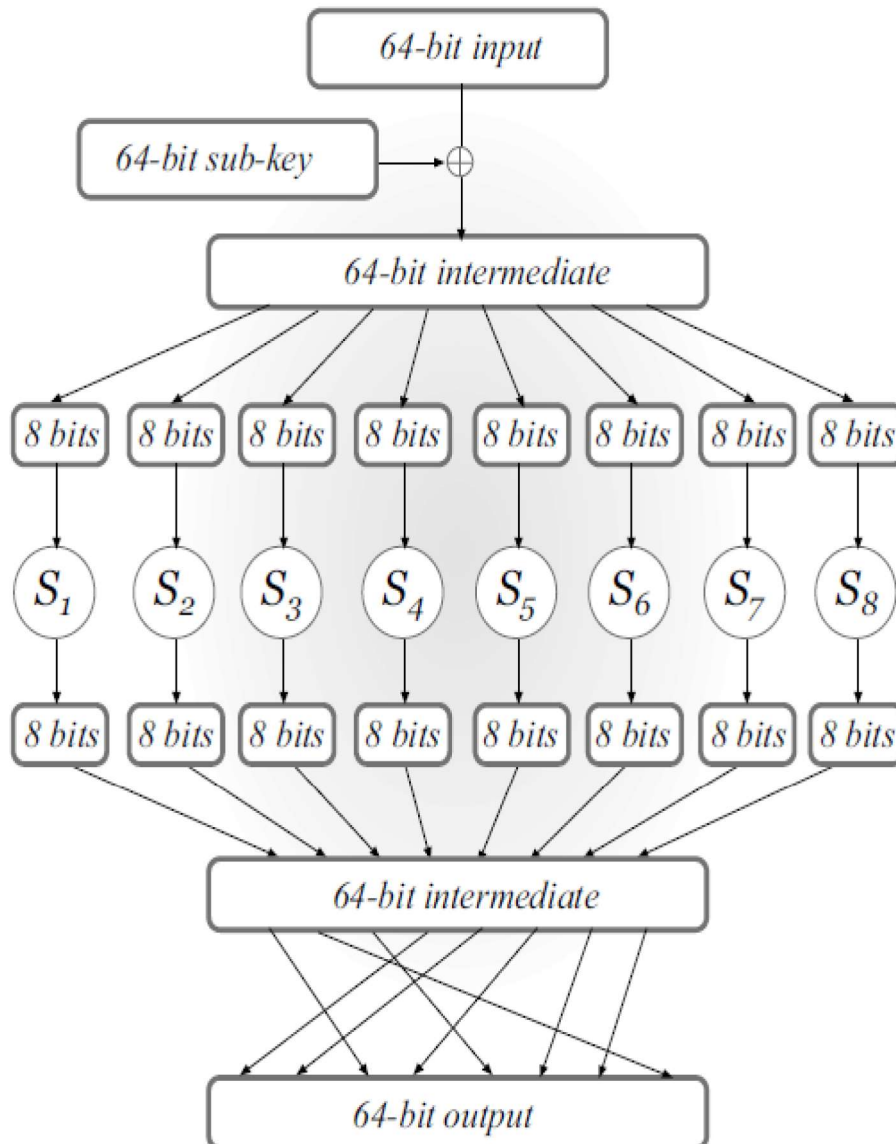 64-bit input
64-bit sub-key
⊕
64-bit intermediate
8 bits 8 bits 8 bits 8 bits 8 bits 8 bits 8 bits 8 bits
S1 S2 S3 S4 S5 S6 S7 S8
8 bits 8 bits 8 bits 8 bits 8 bits 8 bits 8 bits 8 bits
64-bit intermediate
64-bit output